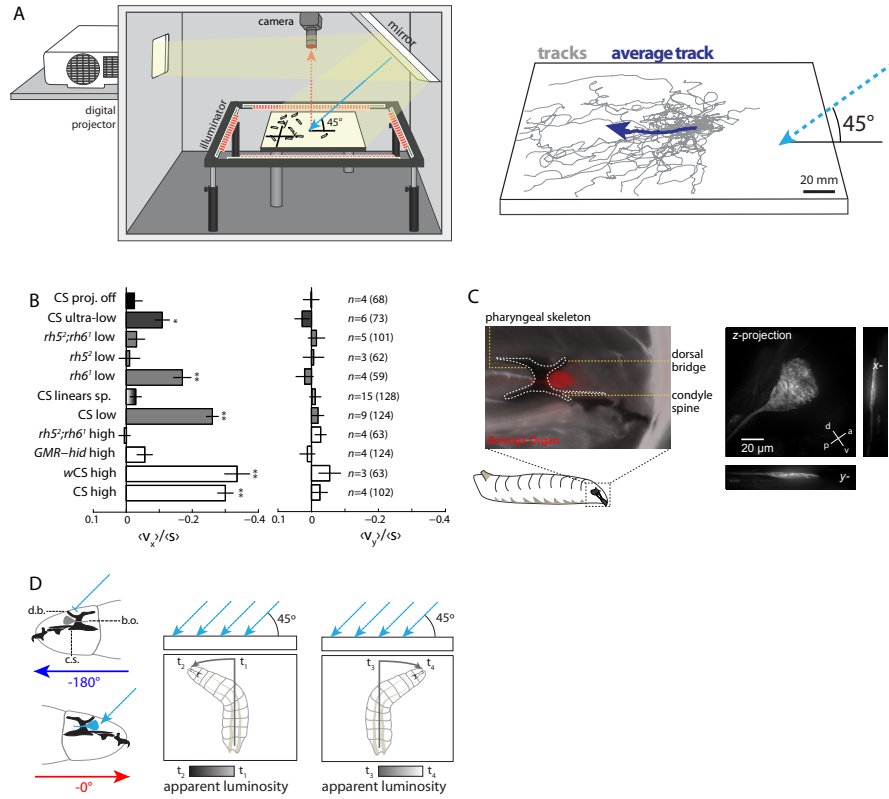 A
camera
mirror
digital
projector
illuminator
45°
tracks average track
45°
20 mm
B
CS proj. off
CS ultra-low
rh5²;rh6¹ low
rh5² low
rh6¹ low
CS linears sp.
CS low
rh5²;rh6¹ high
GMR-hid high
wCS high
CS high
*
**
**
**
**
0.1 0 −0.2 −0.4
⟨v_x⟩/⟨s⟩
n=4 (68)
n=6 (73)
n=5 (101)
n=3 (62)
n=4 (59)
n=15 (128)
n=9 (124)
n=4 (63)
n=4 (124)
n=3 (63)
n=4 (102)
0.1 0 −0.2 −0.4
⟨v_y⟩/⟨s⟩
C
pharyngeal skeleton
dorsal
bridge
condyle
spine
z-projection
20 µm
d
a
p
v
x-
y-
D
d.b.
b.o.
c.s.
-180°
-0°
45°
t₂ t₁
t₂ t₁
apparent luminosity
45°
t₃ t₄
t₃ t₄
apparent luminosity